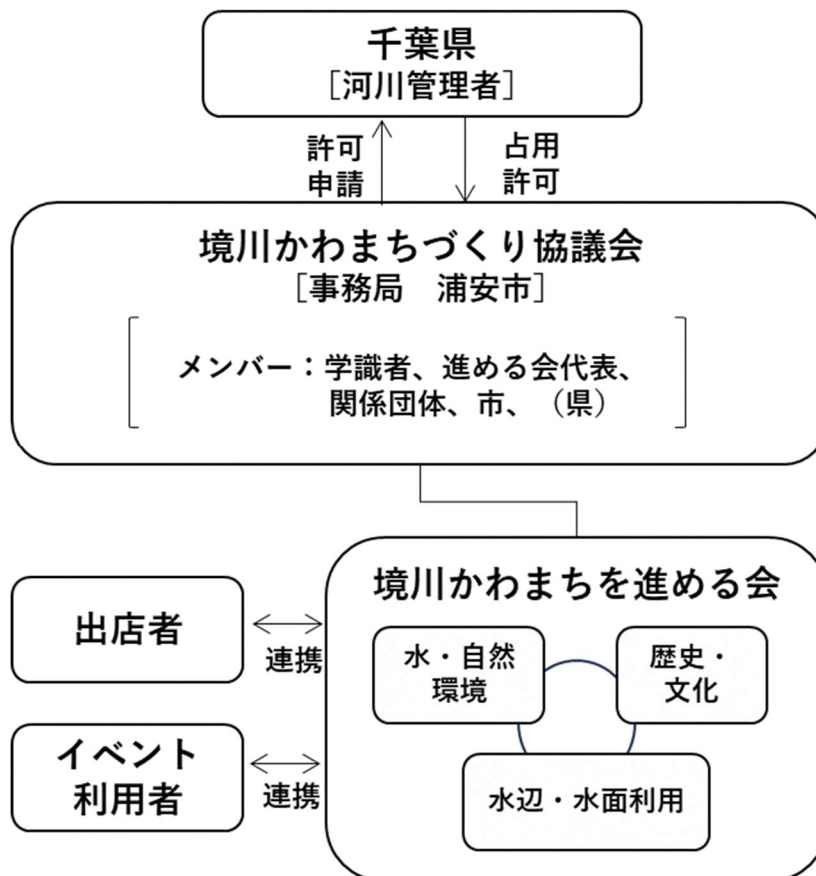 千葉県
［河川管理者］
許可
申請
占用
許可
境川かわまちづくり協議会
［事務局　浦安市］
メンバー：学識者、進める会代表、
関係団体、市、（県）
境川かわまちを進める会
水・自然
環境
歴史・
文化
水辺・水面利用
出店者
連携
イベント
利用者
連携